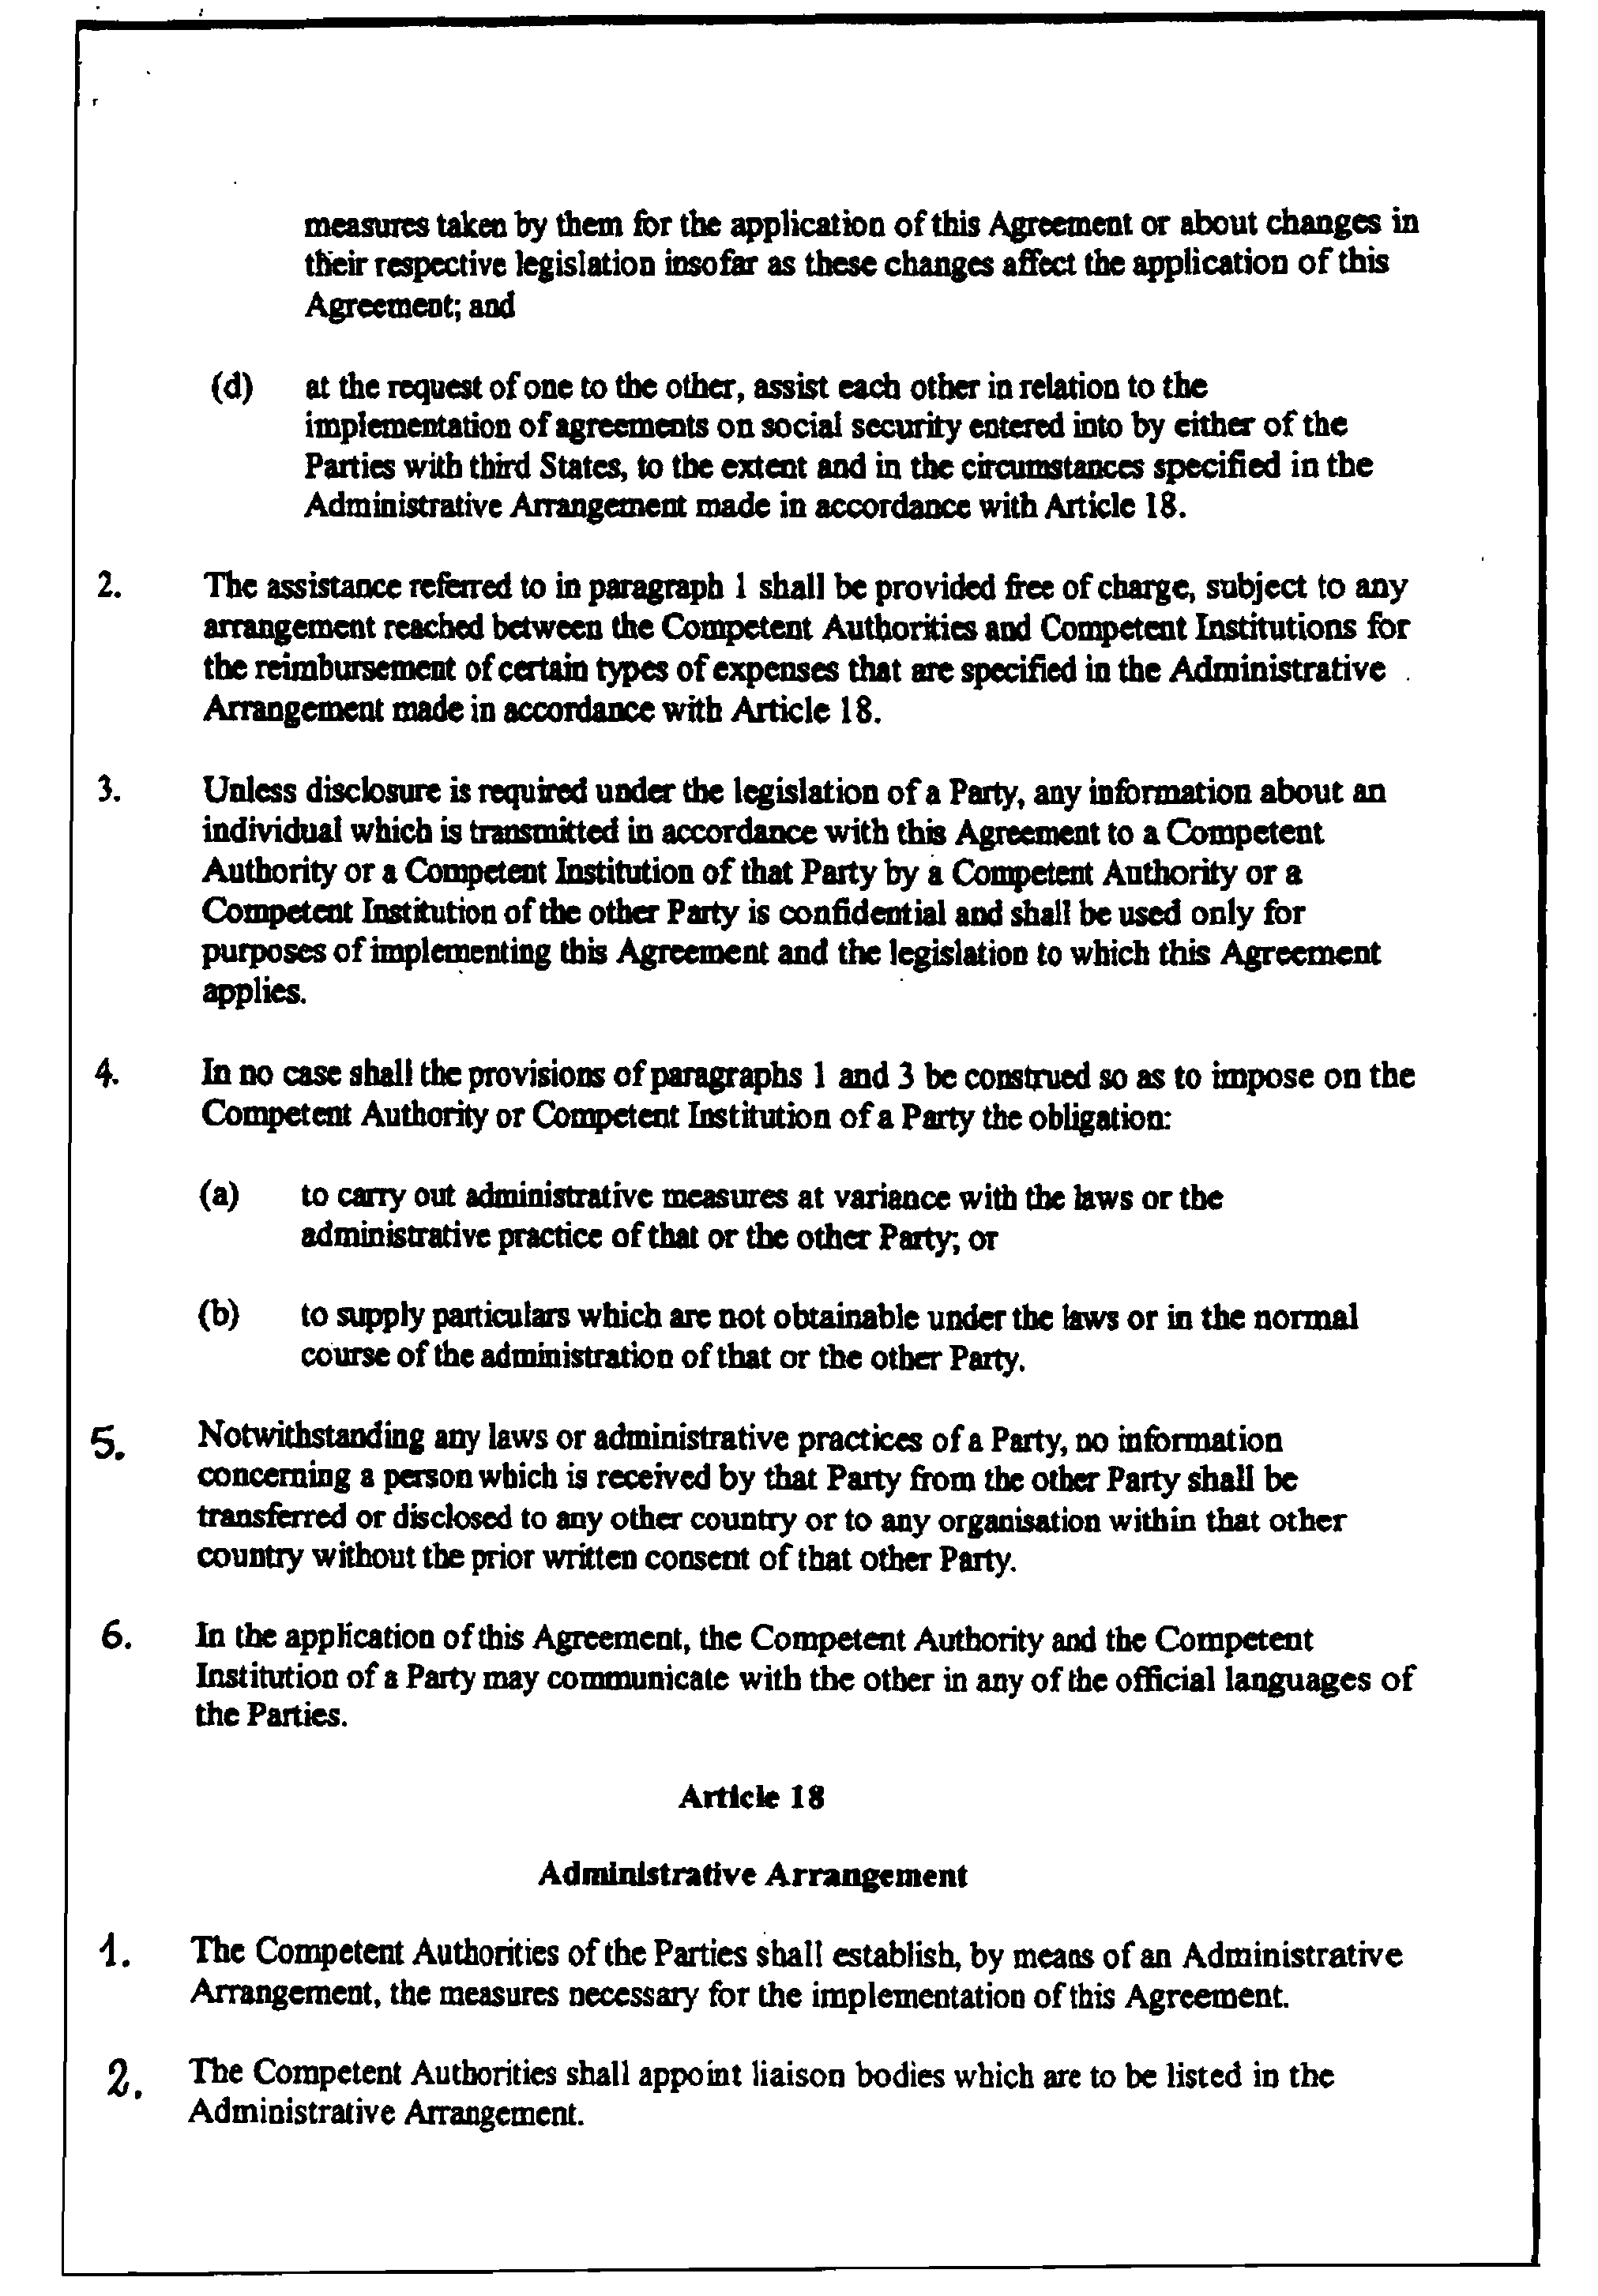 measures taken by them for the application of this Agreement or about changes in
their respective legislation insofar as these changes affect the application of this
Agreement; and
(d) at the request of one to the other, assist each other in relation to the
implementation of agreements on social security entered into by either of the
Parties with third States, to the extent and in the circumstances specified in the
Administrative Arrangement made in accordance with Article 18.
2. The assistance referred to in paragraph 1 shall be provided free of charge, subject to any
arrangement reached between the Competent Authorities and Competent Institutions for
the reimbursement of certain types of expenses that are specified in the Administrative
Arrangement made in accordance with Article 18.
3. Unless disclosure is required under the legislation of a Party, any information about an
individual which is transmitted in accordance with this Agreement to a Competent
Authority or a Competent Institution of that Party by a Competent Authority or a
Competent Institution of the other Party is confidential and shall be used only for
purposes of implementing this Agreement and the legislation to which this Agreement
applies.
4. In no case shall the provisions of paragraphs 1 and 3 be construed so as to impose on the
Competent Authority or Competent Institution of a Party the obligation:
(a) to carry out administrative measures at variance with the laws or the
administrative practice of that or the other Party; or
(b) to supply particulars which are not obtainable under the laws or in the normal
course of the administration of that or the other Party.
5. Notwithstanding any laws or administrative practices of a Party, no information
concerning a person which is received by that Party from the other Party shall be
transferred or disclosed to any other country or to any organisation within that other
country without the prior written consent of that other Party.
6. In the application of this Agreement, the Competent Authority and the Competent
Institution of a Party may communicate with the other in any of the official languages of
the Parties.
Article 18
Administrative Arrangement
1. The Competent Authorities of the Parties shall establish, by means of an Administrative
Arrangement, the measures necessary for the implementation of this Agreement.
2. The Competent Authorities shall appoint liaison bodies which are to be listed in the
Administrative Arrangement.